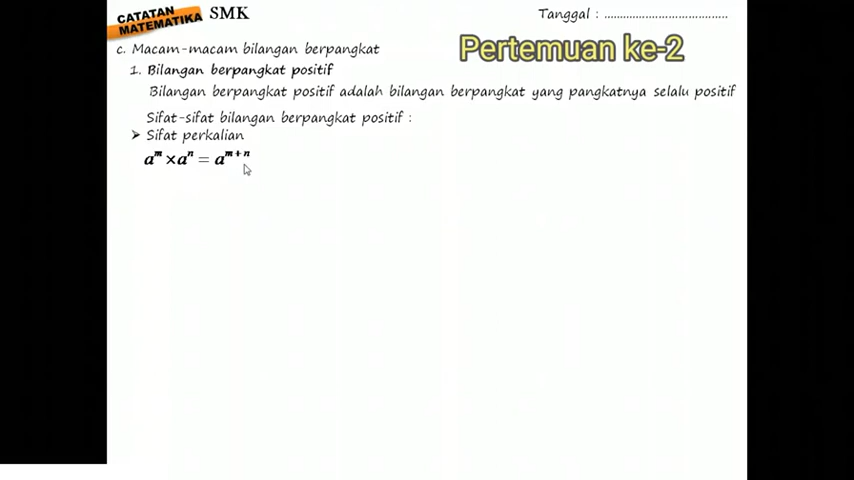 CATATAN
MATEMATIKA SMK
Tanggal : .......................................
c. Macam-macam bilangan berpangkat
Pertemuan ke-2
1. Bilangan berpangkat positif
Bilangan berpangkat positif adalah bilangan berpangkat yang pangkatnya selalu positif
Sifat-sifat bilangan berpangkat positif :
➤ Sifat perkalian
aᵐ × aⁿ = aᵐ⁺ⁿ